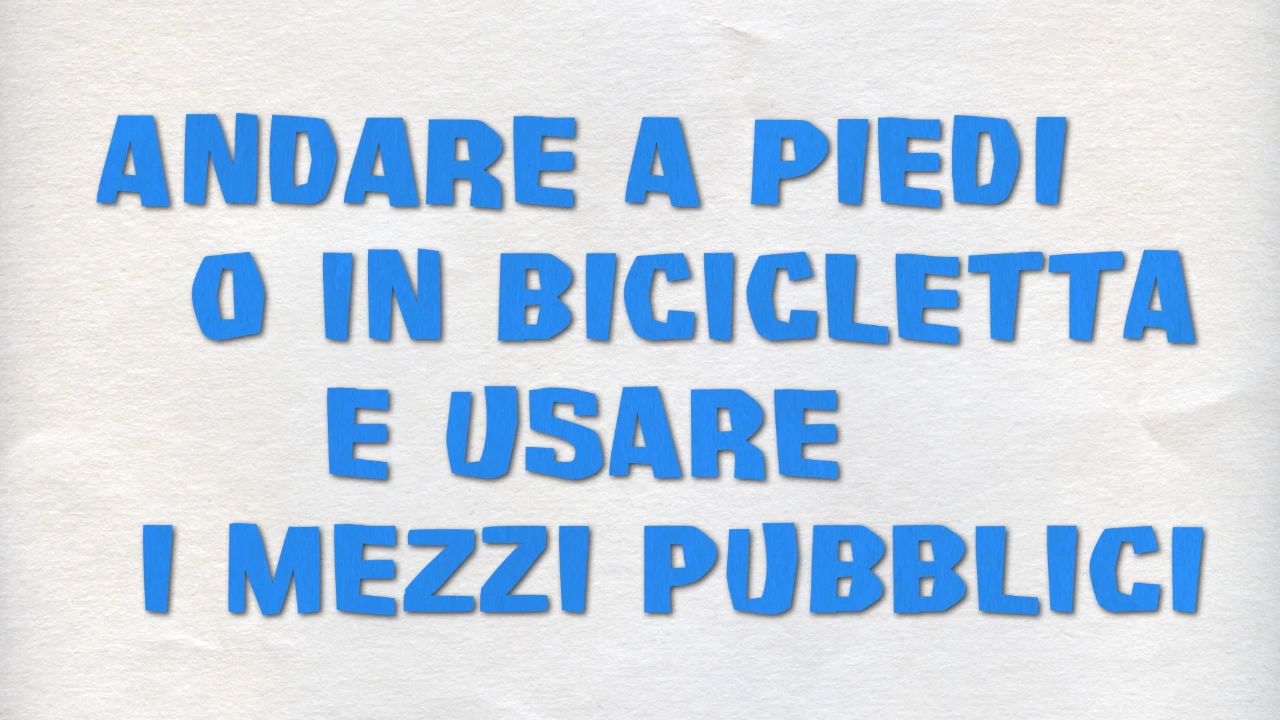 ANDARE A PIEDI
O IN BICICLETTA
E USARE
I MEZZI PUBBLICI